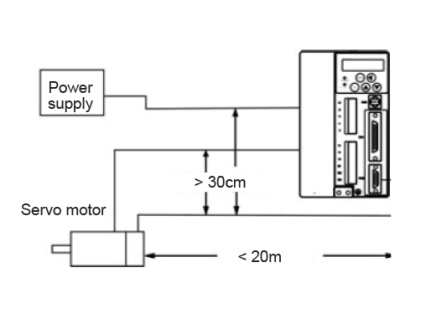 Power
supply
> 30cm
Servo motor
< 20m